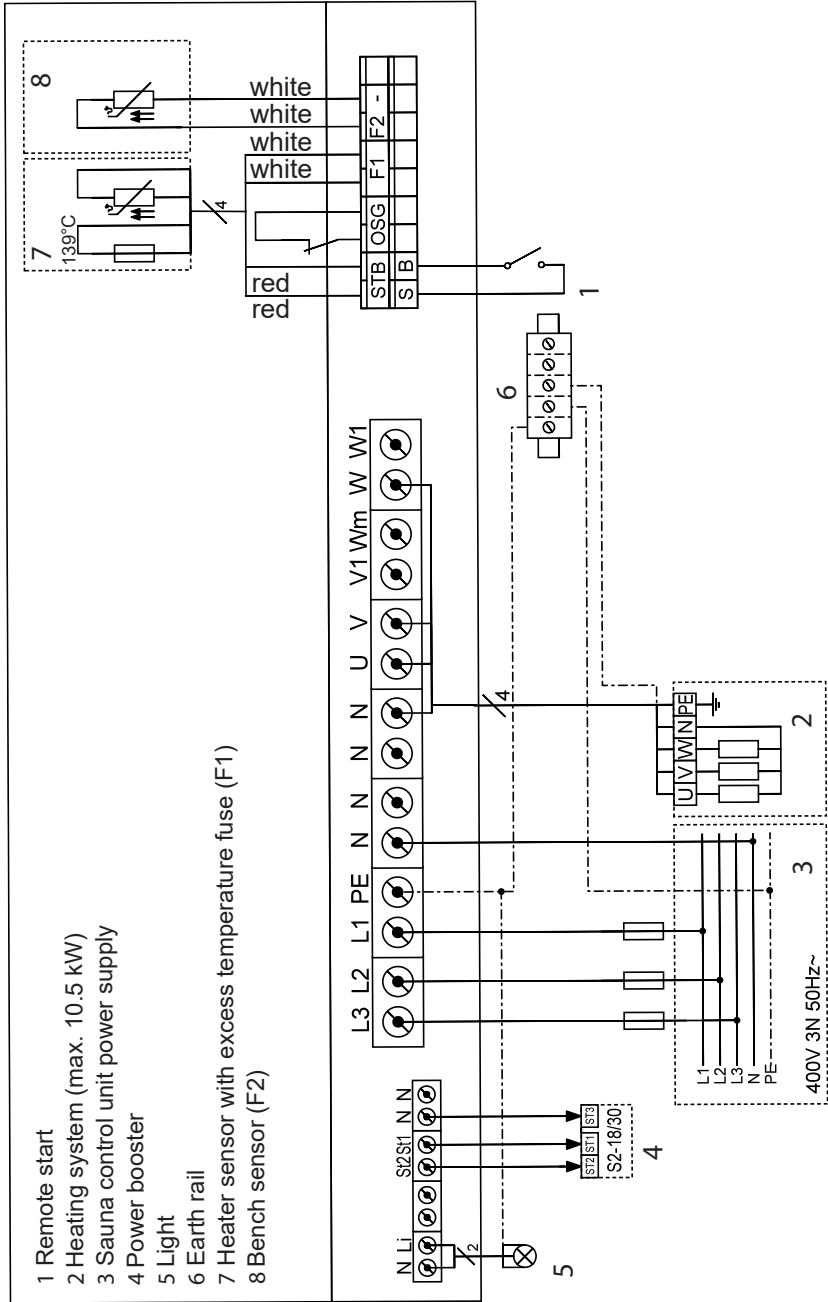 1 Remote start
2 Heating system (max. 10.5 kW)
3 Sauna control unit power supply
4 Power booster
5 Light
6 Earth rail
7 Heater sensor with excess temperature fuse (F1)
8 Bench sensor (F2)
7
139°C
8
4
red
red
white
white
white
white
STB OSG F1 F2 -
S B
1
N Li St2 St1 N N
L3 L2 L1 PE N N N N U V V1 Wm W W1
2
4
6
5
ST2 ST1 ST3
S2-18/30
4
L1
L2
L3
N
PE
400V 3N 50Hz~
3
U V W N PE
2